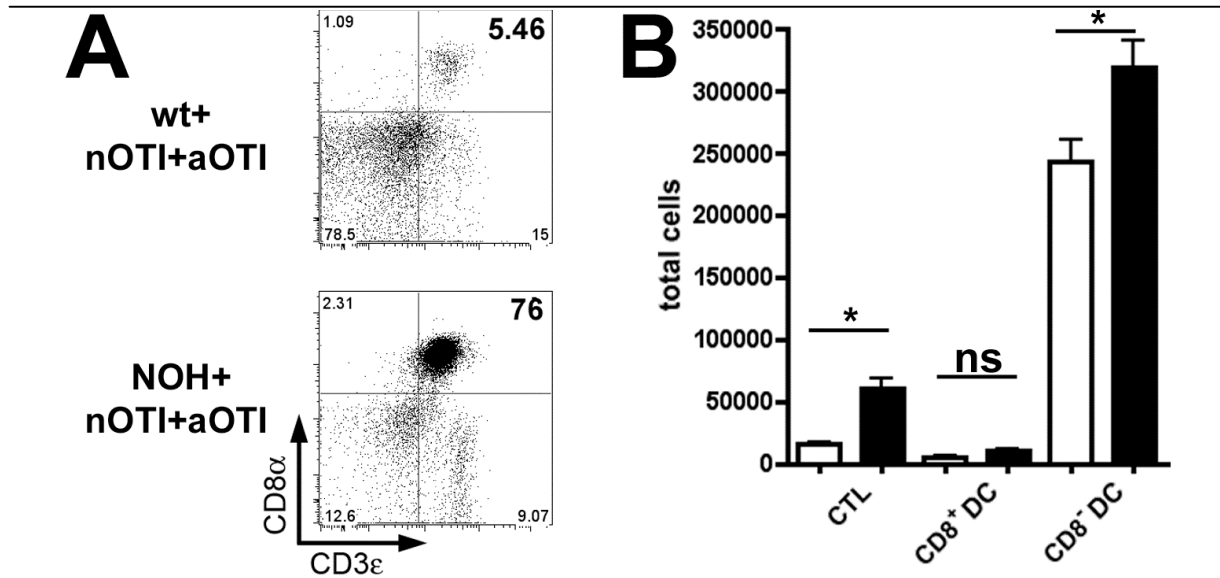 A
wt+
nOTI+aOTI
1.09
5.46
78.5
15
NOH+
nOTI+aOTI
2.31
76
12.6
9.07
CD8α
CD3ε
B
total cells
350000
300000
250000
200000
150000
100000
50000
0
*
ns
*
CTL
CD8⁺ DC
CD8⁻ DC